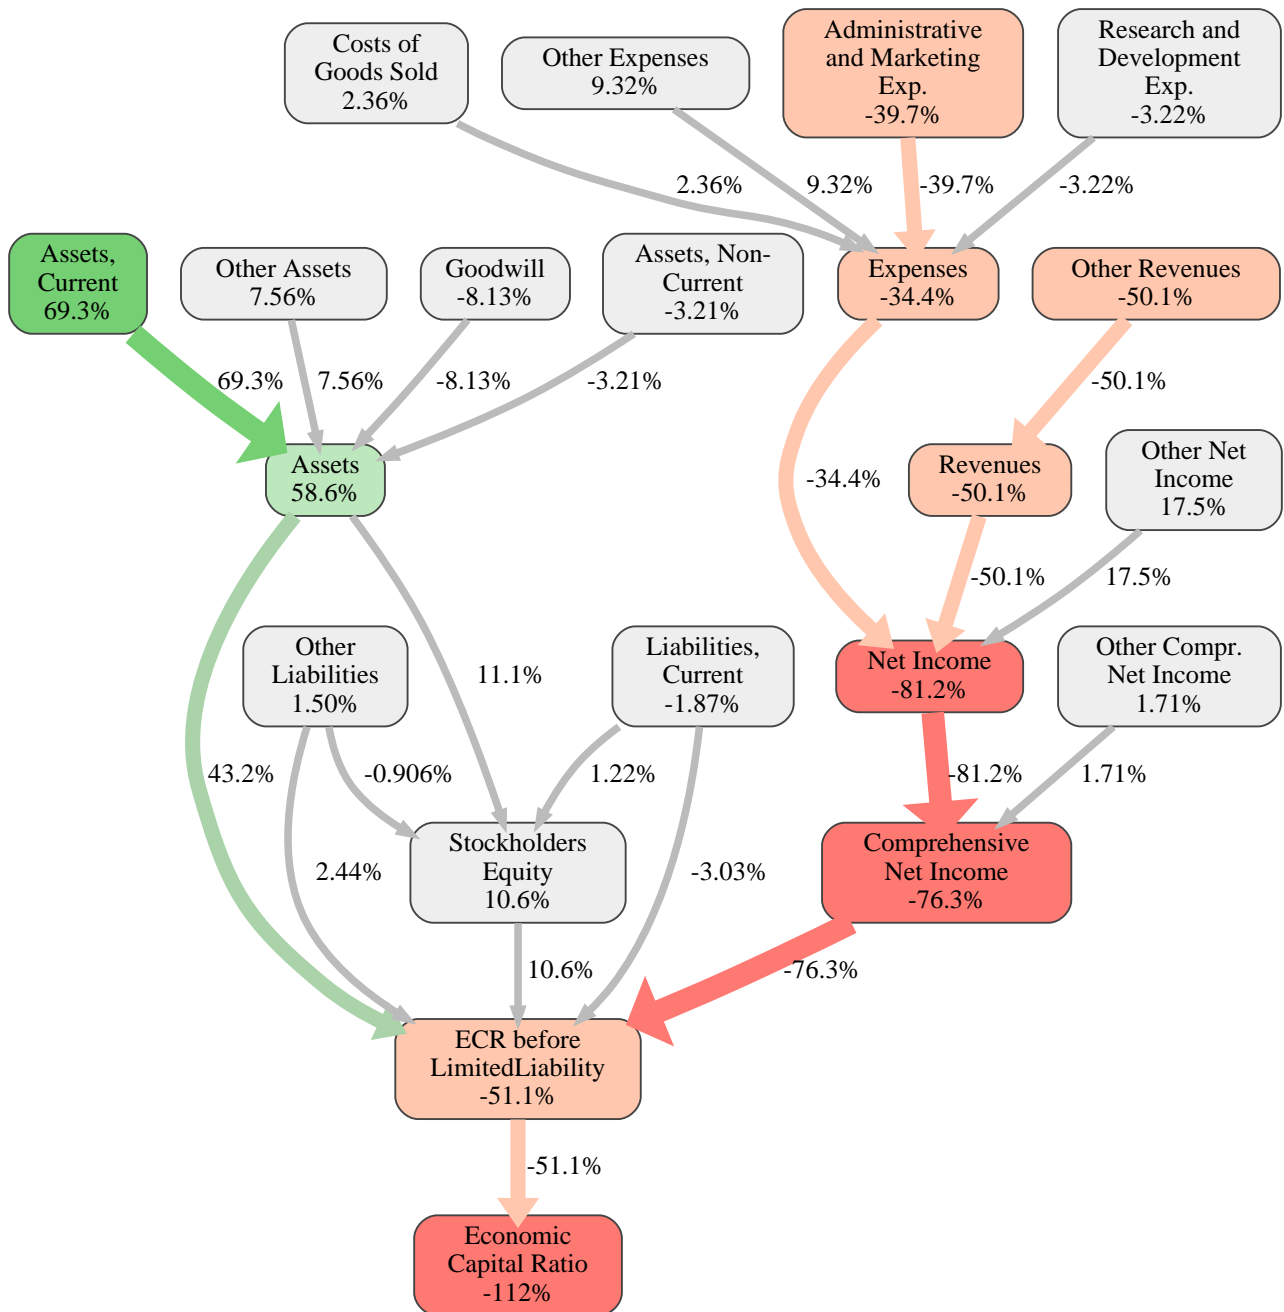 Costs of
Goods Sold
2.36%
Other Expenses
9.32%
Administrative
and Marketing
Exp.
-39.7%
Research and
Development
Exp.
-3.22%
2.36%
9.32%
-39.7%
-3.22%
Assets,
Current
69.3%
Other Assets
7.56%
Goodwill
-8.13%
Assets, Non-
Current
-3.21%
Expenses
-34.4%
Other Revenues
-50.1%
69.3%
7.56%
-8.13%
-3.21%
-50.1%
Assets
58.6%
-34.4%
Revenues
-50.1%
Other Net
Income
17.5%
-50.1%
17.5%
Other
Liabilities
1.50%
11.1%
Liabilities,
Current
-1.87%
Net Income
-81.2%
Other Compr.
Net Income
1.71%
43.2%
-0.906%
1.22%
-81.2%
1.71%
2.44%
Stockholders
Equity
10.6%
-3.03%
Comprehensive
Net Income
-76.3%
10.6%
-76.3%
ECR before
LimitedLiability
-51.1%
-51.1%
Economic
Capital Ratio
-112%